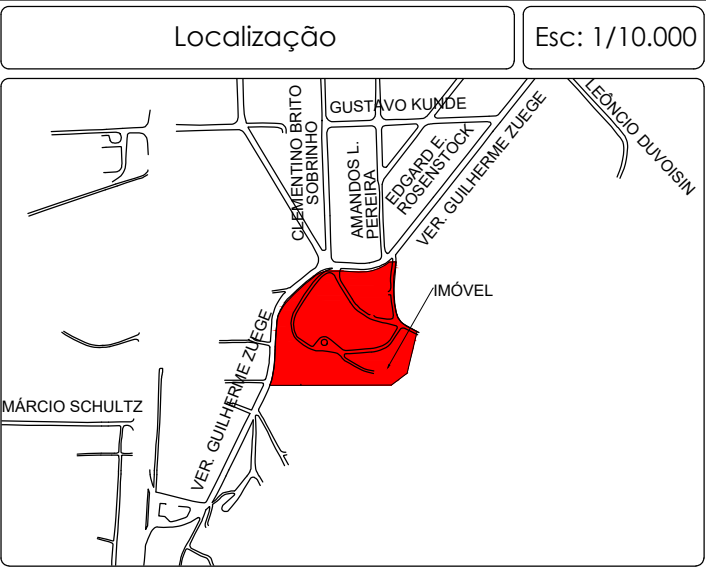 Localização
Esc: 1/10.000
GUSTAVO KUNDE
LEÔNCIO DUVOISIN
CLEMENTINO BRITO
SOBRINHO
AMANDOS L.
PEREIRA
EDGARD E.
ROSENSTOCK
VER. GUILHERME ZUEGE
IMÓVEL
VER. GUILHERME ZUEGE
MÁRCIO SCHULTZ